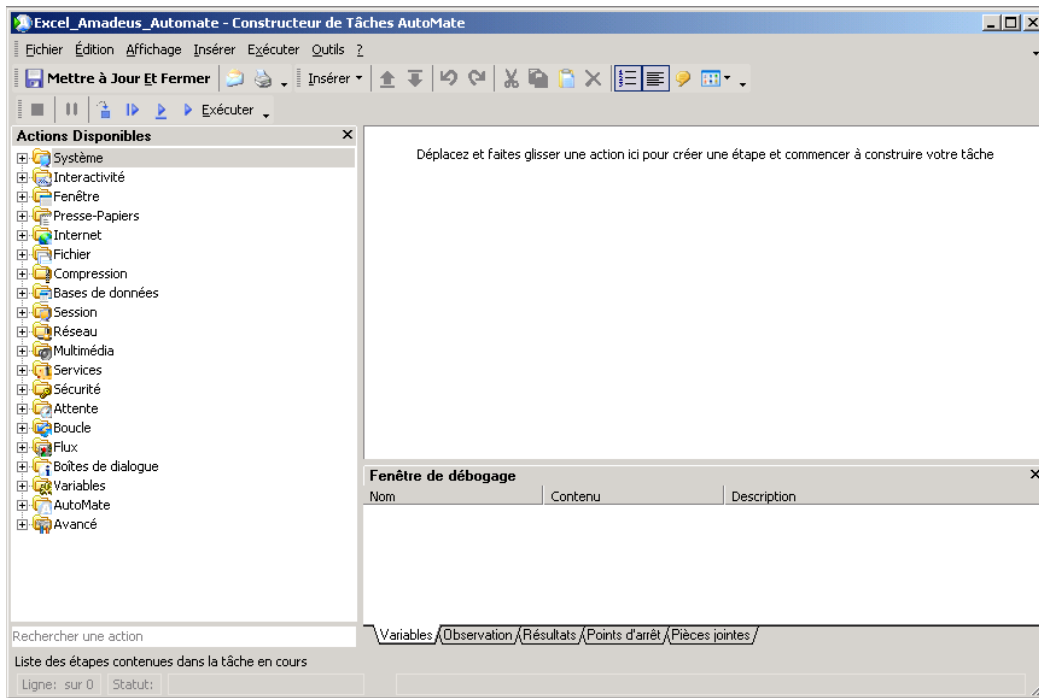 Excel_Amadeus_Automate - Constructeur de Tâches AutoMate
Fichier Édition Affichage Insérer Exécuter Outils ?
Mettre à Jour Et Fermer Insérer
Exécuter
Actions Disponibles
Système
Interactivité
Fenêtre
Presse-Papiers
Internet
Fichier
Compression
Bases de données
Session
Réseau
Multimédia
Services
Sécurité
Attente
Boucle
Flux
Boîtes de dialogue
Variables
AutoMate
Avancé
Rechercher une action
Déplacez et faites glisser une action ici pour créer une étape et commencer à construire votre tâche
Fenêtre de débogage
Nom Contenu Description
Variables Observation Résultats Points d'arrêt Pièces jointes
Liste des étapes contenues dans la tâche en cours
Ligne: sur 0 Statut: